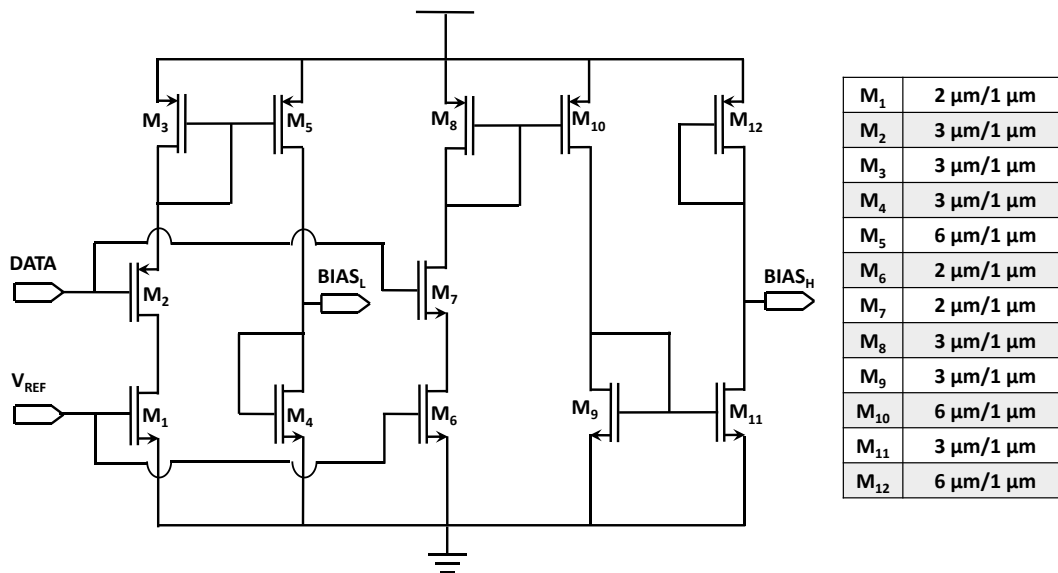 M₃
M₅
M₈
M₁₀
M₁₂
DATA
M₂
BIAS_L
M₇
BIAS_H
V_REF
M₁
M₄
M₆
M₉
M₁₁
M₁ 2 μm/1 μm
M₂ 3 μm/1 μm
M₃ 3 μm/1 μm
M₄ 3 μm/1 μm
M₅ 6 μm/1 μm
M₆ 2 μm/1 μm
M₇ 2 μm/1 μm
M₈ 3 μm/1 μm
M₉ 3 μm/1 μm
M₁₀ 6 μm/1 μm
M₁₁ 3 μm/1 μm
M₁₂ 6 μm/1 μm